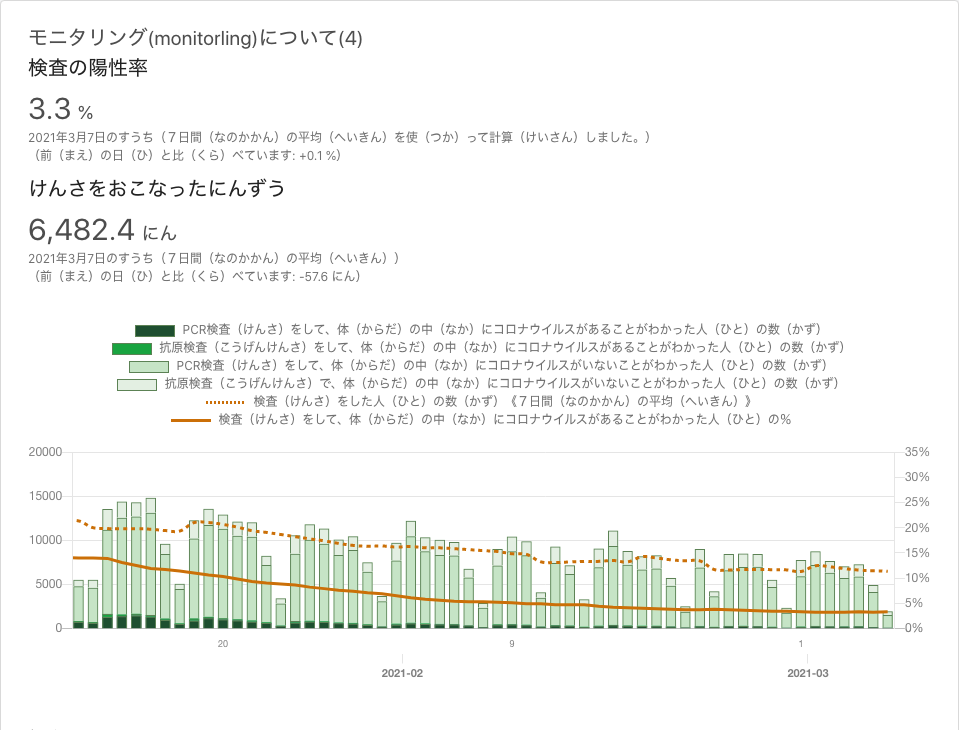 モニタリング(monitorling)について(4)
検査の陽性率
3.3 %
2021年3月7日のすうち（７日間（なのかかん）の平均（へいきん）を使（つか）って計算（けいさん）しました。）
（前（まえ）の日（ひ）と比（くら）べています: +0.1 %）
けんさをおこなったにんずう
6,482.4 にん
2021年3月7日のすうち（７日間（なのかかん）の平均（へいきん））
（前（まえ）の日（ひ）と比（くら）べています: -57.6 にん）
PCR検査（けんさ）をして、体（からだ）の中（なか）にコロナウイルスがあることがわかった人（ひと）の数（かず）
抗原検査（こうげんけんさ）をして、体（からだ）の中（なか）にコロナウイルスがあることがわかった人（ひと）の数（かず）
PCR検査（けんさ）をして、体（からだ）の中（なか）にコロナウイルスがいないことがわかった人（ひと）の数（かず）
抗原検査（こうげんけんさ）で、体（からだ）の中（なか）にコロナウイルスがいないことがわかった人（ひと）の数（かず）
検査（けんさ）をした人（ひと）の数（かず）《７日間（なのかかん）の平均（へいきん）》
検査（けんさ）をして、体（からだ）の中（なか）にコロナウイルスがあることがわかった人（ひと）の%
20000 35%
30%
15000 25%
20%
10000 15%
10%
5000 5%
0 0%
20 9 1
2021-02 2021-03